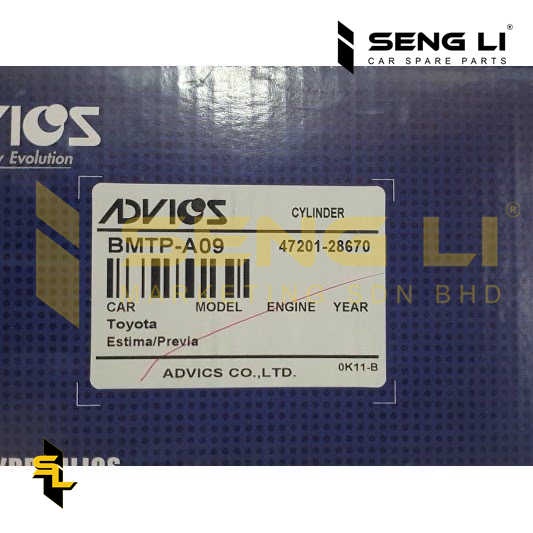 SENG LI®
CAR SPARE PARTS
VICS
y Evolution
ADVICS CYLINDER
BMTP-A09 47201-28670
SENG LI®
MARKETING SDN BHD
CAR MODEL ENGINE YEAR
Toyota
Estima/Previa
ADVICS CO.,LTD. 0K11-B
SL